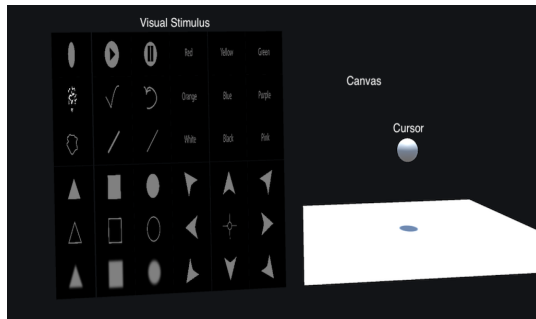 Visual Stimulus
Red Yellow Green
Orange Blue Purple
White Black Pink
Canvas
Cursor